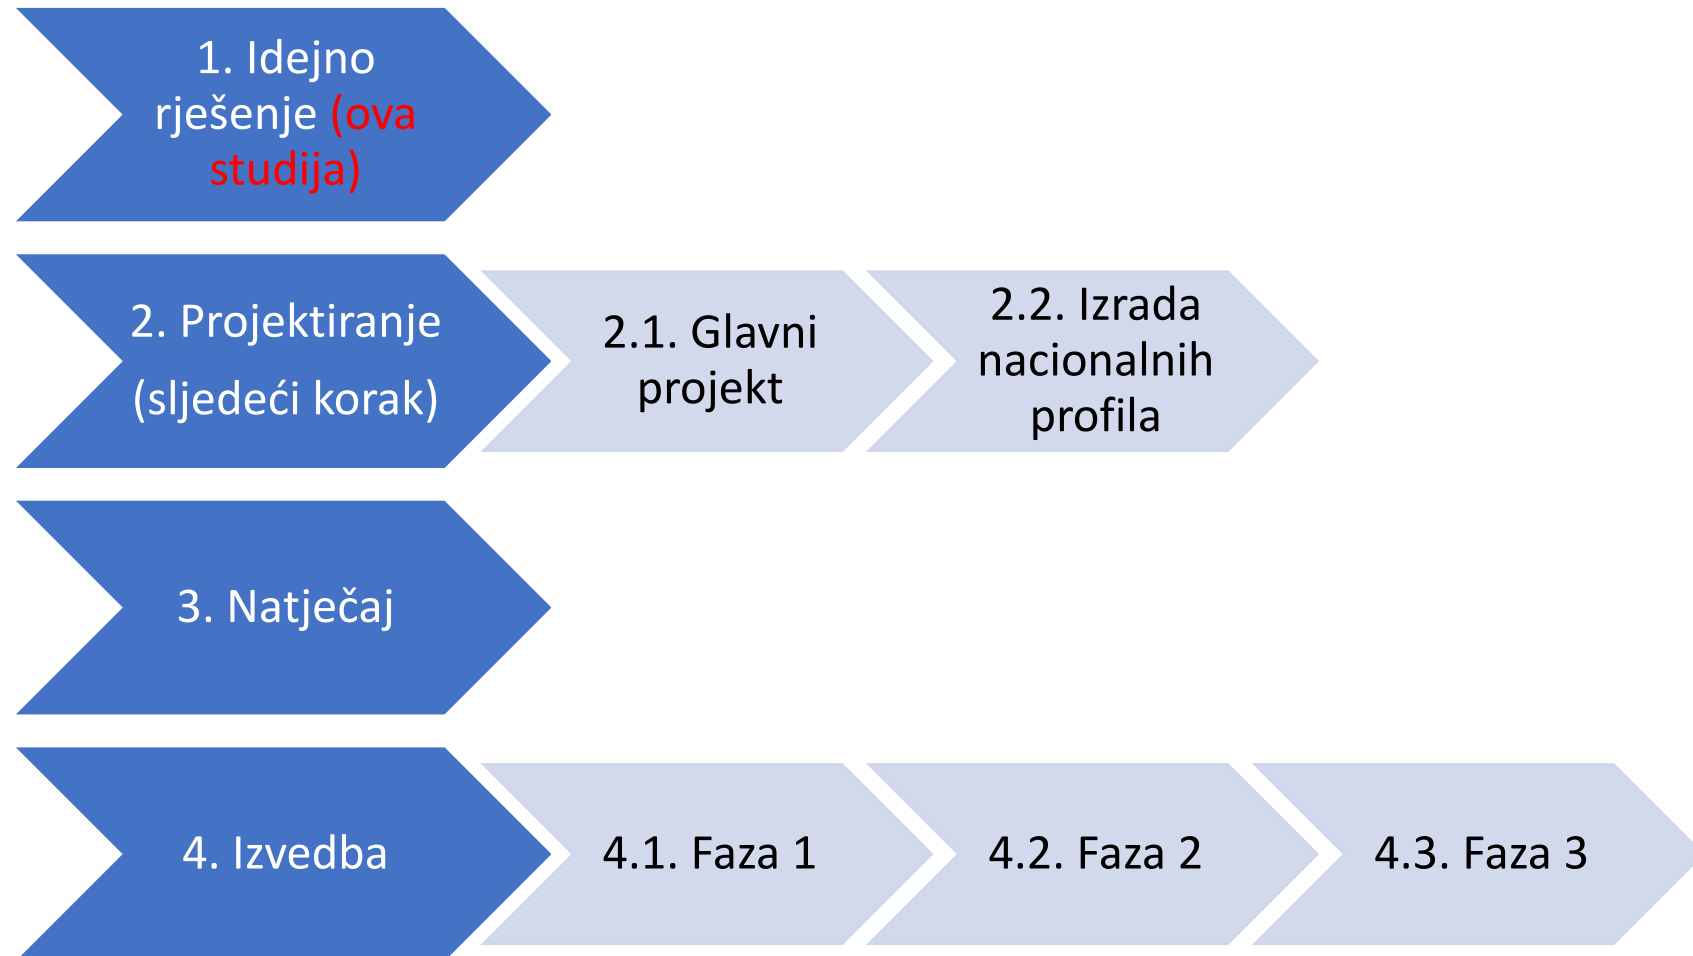 1. Idejno
rješenje (ova
studija)
2. Projektiranje
(sljedeći korak)
2.1. Glavni
projekt
2.2. Izrada
nacionalnih
profila
3. Natječaj
4. Izvedba
4.1. Faza 1
4.2. Faza 2
4.3. Faza 3